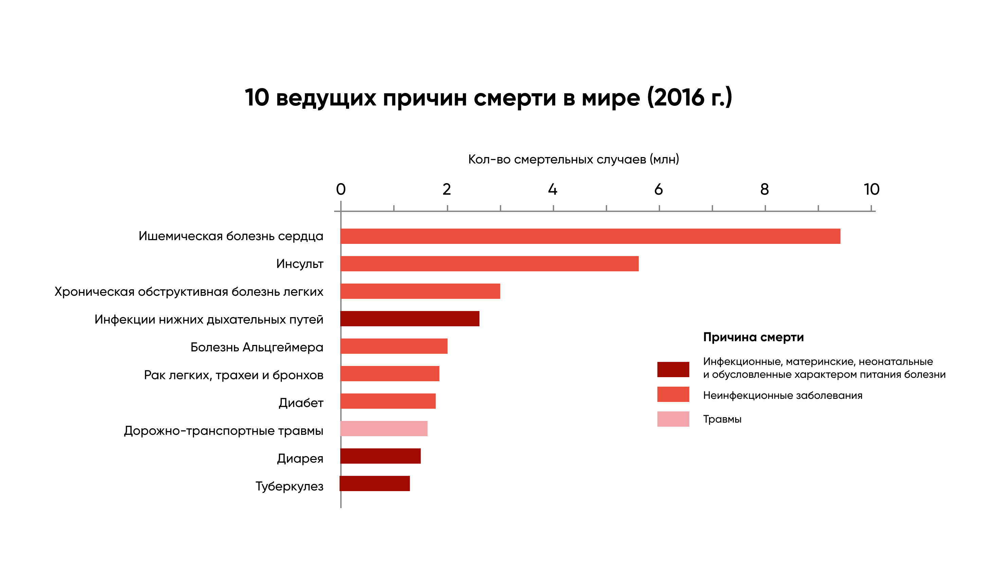 10 ведущих причин смерти в мире (2016 г.)
Кол-во смертельных случаев (млн)
0 2 4 6 8 10
Ишемическая болезнь сердца
Инсульт
Хроническая обструктивная болезнь легких
Инфекции нижних дыхательных путей
Болезнь Альцгеймера
Рак легких, трахеи и бронхов
Диабет
Дорожно-транспортные травмы
Диарея
Туберкулез
Причина смерти
Инфекционные, материнские, неонатальные
и обусловленные характером питания болезни
Неинфекционные заболевания
Травмы